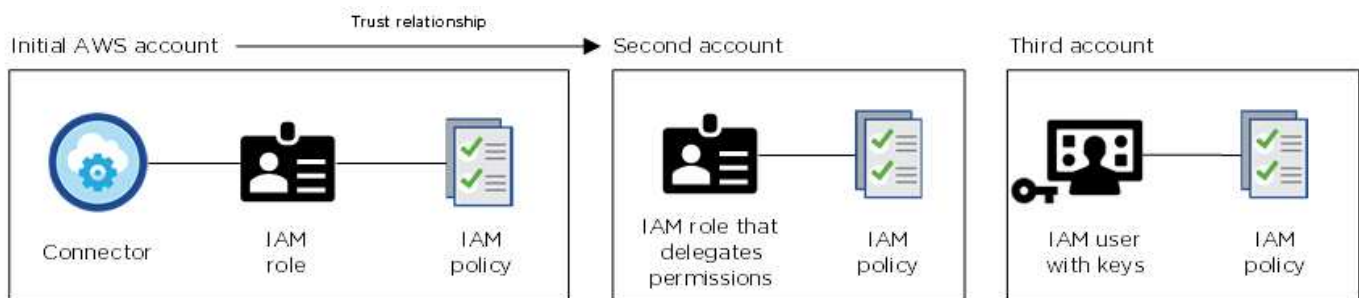 Trust relationship
Initial AWS account
Second account
Third account
Connector
IAM
role
IAM
policy
IAM role that
delegates
permissions
IAM
policy
IAM user
with keys
IAM
policy